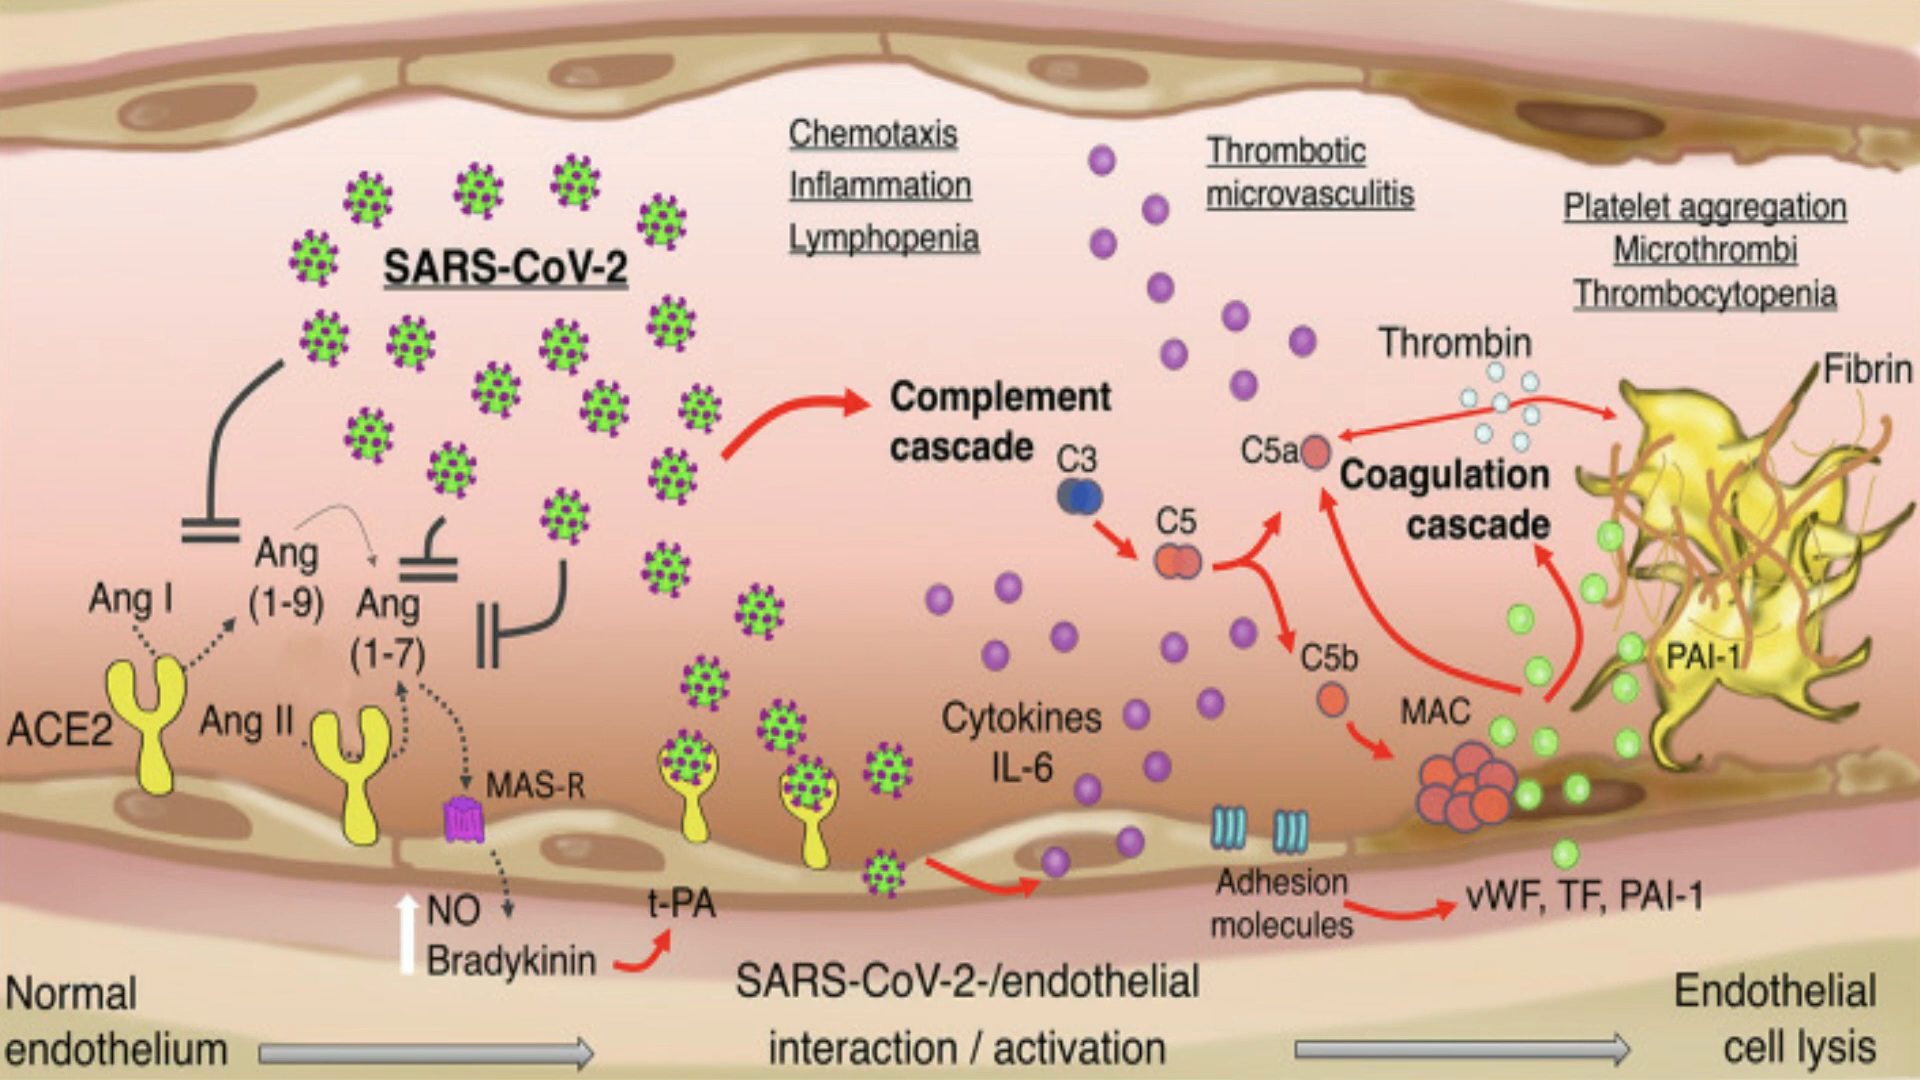 Chemotaxis
Inflammation
Lymphopenia
Thrombotic
microvasculitis
Platelet aggregation
Microthrombi
Thrombocytopenia
SARS-CoV-2
Thrombin
Fibrin
Complement
cascade
C3
C5a
Coagulation
cascade
C5
Ang
(1-9)
Ang I
Ang
(1-7)
C5b
PAI-1
ACE2
Ang II
Cytokines
IL-6
MAC
MAS-R
NO
Bradykinin
t-PA
Adhesion
molecules
vWF, TF, PAI-1
Normal
endothelium
SARS-CoV-2-/endothelial
interaction / activation
Endothelial
cell lysis